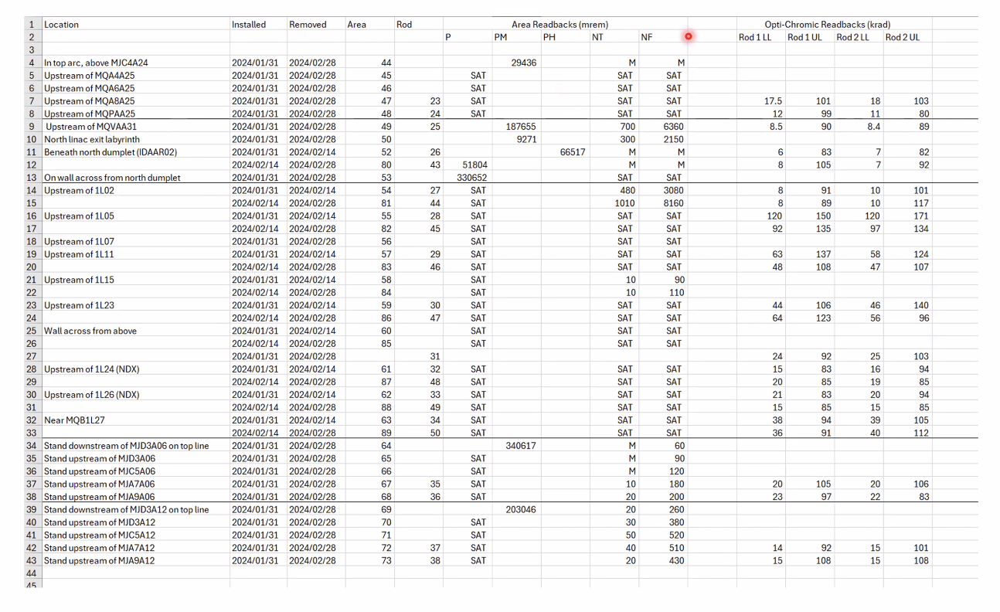 1 Location Installed Removed Area Rod Area Readbacks (mrem) Opti-Chromic Readbacks (krad)
2 P PM PH NT NF Rod 1 LL Rod 1 UL Rod 2 LL Rod 2 UL
3
4 In top arc, above MJC4A24 2024/01/31 2024/02/28 44 29436 M M
5 Upstream of MQA4A25 2024/01/31 2024/02/28 45 SAT SAT SAT
6 Upstream of MQA6A25 2024/01/31 2024/02/28 46 SAT SAT SAT
7 Upstream of MQA8A25 2024/01/31 2024/02/28 47 23 SAT SAT SAT 17.5 101 18 103
8 Upstream of MQPAA25 2024/01/31 2024/02/28 48 24 SAT SAT SAT 12 99 11 80
9 Upstream of MQVAA31 2024/01/31 2024/02/28 49 25 187655 700 6360 8.5 90 8.4 89
10 North linac exit labyrinth 2024/01/31 2024/02/28 50 9271 300 2150
11 Beneath north dumplet (IDAAR02) 2024/01/31 2024/02/14 52 26 66517 M M 6 83 7 82
12 2024/02/14 2024/02/28 80 43 51804 M M 8 105 7 92
13 On wall across from north dumplet 2024/01/31 2024/02/28 53 330652 SAT SAT
14 Upstream of 1L02 2024/01/31 2024/02/14 54 27 SAT 480 3080 8 91 10 101
15 2024/02/14 2024/02/28 81 44 SAT 1010 8160 8 89 10 117
16 Upstream of 1L05 2024/01/31 2024/02/14 55 28 SAT SAT SAT 120 150 120 171
17 2024/02/14 2024/02/28 82 45 SAT SAT SAT 92 135 97 134
18 Upstream of 1L07 2024/01/31 2024/02/28 56 SAT SAT SAT
19 Upstream of 1L11 2024/01/31 2024/02/14 57 29 SAT SAT SAT 63 137 58 124
20 2024/02/14 2024/02/28 83 46 SAT SAT SAT 48 108 47 107
21 Upstream of 1L15 2024/01/31 2024/02/14 58 SAT 10 90
22 2024/02/14 2024/02/28 84 SAT 10 110
23 Upstream of 1L23 2024/01/31 2024/02/14 59 30 SAT SAT SAT 44 106 46 140
24 2024/02/14 2024/02/28 86 47 SAT SAT SAT 64 123 56 96
25 Wall across from above 2024/01/31 2024/02/14 60 SAT SAT SAT
26 2024/02/14 2024/02/28 85 SAT SAT SAT
27 2024/01/31 2024/02/28 31 24 92 25 103
28 Upstream of 1L24 (NDX) 2024/01/31 2024/02/14 61 32 SAT SAT SAT 15 83 16 94
29 2024/02/14 2024/02/28 87 48 SAT SAT SAT 20 85 19 85
30 Upstream of 1L26 (NDX) 2024/01/31 2024/02/14 62 33 SAT SAT SAT 21 83 20 94
31 2024/02/14 2024/02/28 88 49 SAT SAT SAT 15 85 15 85
32 Near MQB1L27 2024/01/31 2024/02/14 63 34 SAT SAT SAT 38 94 39 105
33 2024/02/14 2024/02/28 89 50 SAT SAT SAT 36 91 40 112
34 Stand downstream of MJD3A06 on top line 2024/01/31 2024/02/28 64 340617 M 60
35 Stand upstream of MJD3A06 2024/01/31 2024/02/28 65 SAT M 90
36 Stand upstream of MJC5A06 2024/01/31 2024/02/28 66 SAT M 120
37 Stand upstream of MJA7A06 2024/01/31 2024/02/28 67 35 SAT 10 180 20 105 20 106
38 Stand upstream of MJA9A06 2024/01/31 2024/02/28 68 36 SAT 20 200 23 97 22 83
39 Stand downstream of MJD3A12 on top line 2024/01/31 2024/02/28 69 203046 20 260
40 Stand upstream of MJD3A12 2024/01/31 2024/02/28 70 SAT 30 380
41 Stand upstream of MJC5A12 2024/01/31 2024/02/28 71 SAT 50 520
42 Stand upstream of MJA7A12 2024/01/31 2024/02/28 72 37 SAT 40 510 14 92 15 101
43 Stand upstream of MJA9A12 2024/01/31 2024/02/28 73 38 SAT 20 430 15 108 15 108
44
45